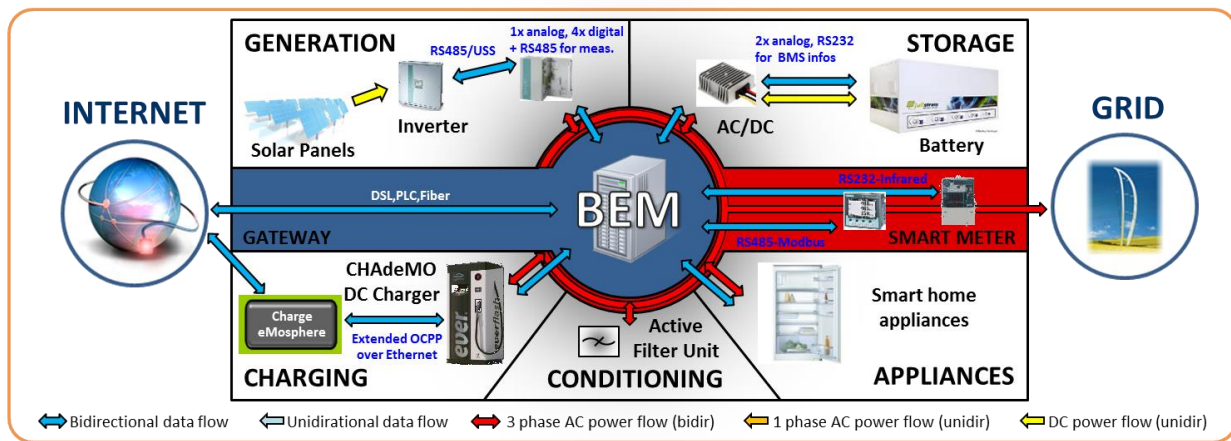 GENERATION
RS485/USS
1x analog, 4x digital
+ RS485 for meas.
Inverter
Solar Panels
2x analog, RS232
for BMS infos
STORAGE
AC/DC
Battery
INTERNET
GRID
DSL,PLC,Fiber
GATEWAY
BEM
RS232-Infrared
RS485-Modbus
SMART METER
CHAdeMO
DC Charger
Charge
eMosphere
Extended OCPP
over Ethernet
ever
everflash
CHARGING
Active
Filter Unit
CONDITIONING
Smart home
appliances
APPLIANCES
Bidirectional data flow
Unidirational data flow
3 phase AC power flow (bidir)
1 phase AC power flow (unidir)
DC power flow (unidir)